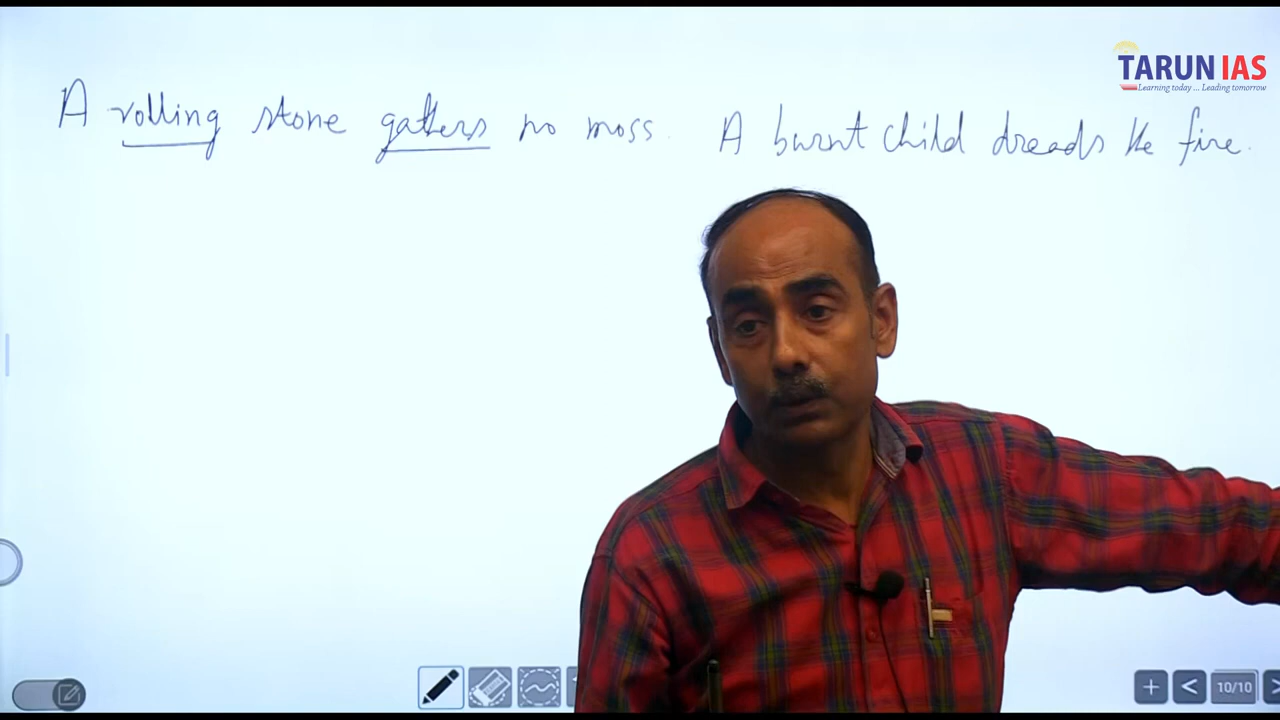 TARUN IAS
Learning today ... Leading tomorrow
A rolling stone gathers no moss. A burnt child dreads the fire.
10/10